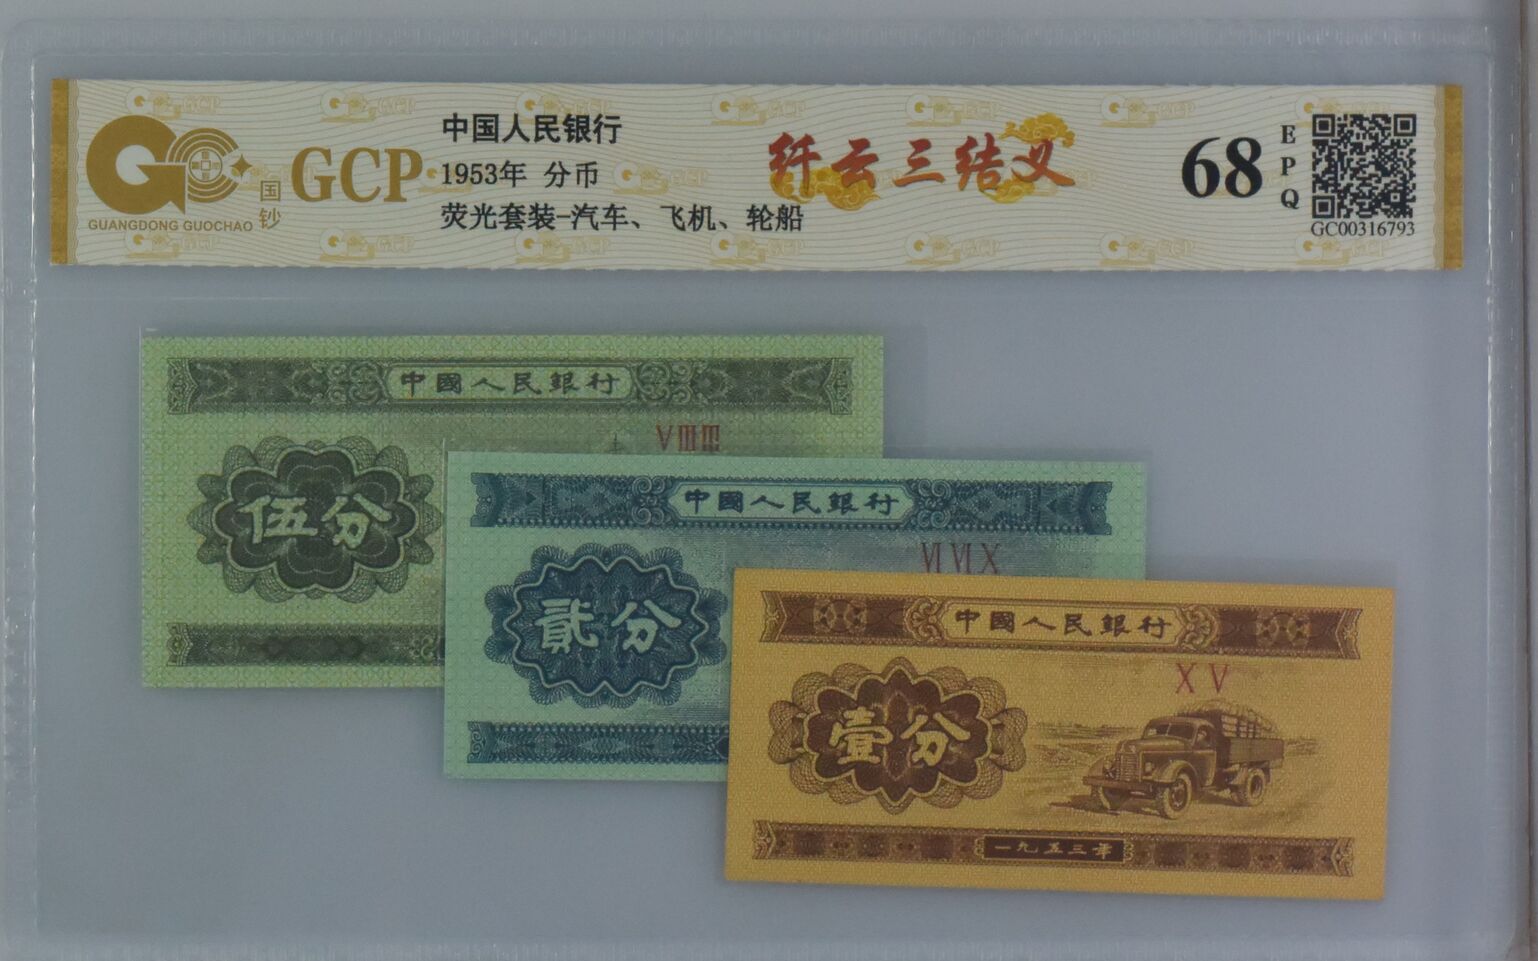 GUANGDONG GUOCHAO
国钞
GCP
中国人民银行
1953年 分币
荧光套装-汽车、飞机、轮船
纤云三结义
68
EPQ
GC00316793
中國人民銀行
VⅢⅢ
伍分
中國人民銀行
ⅥⅥⅩ
貳分
中國人民銀行
ⅩⅤ
壹分
一九五三年